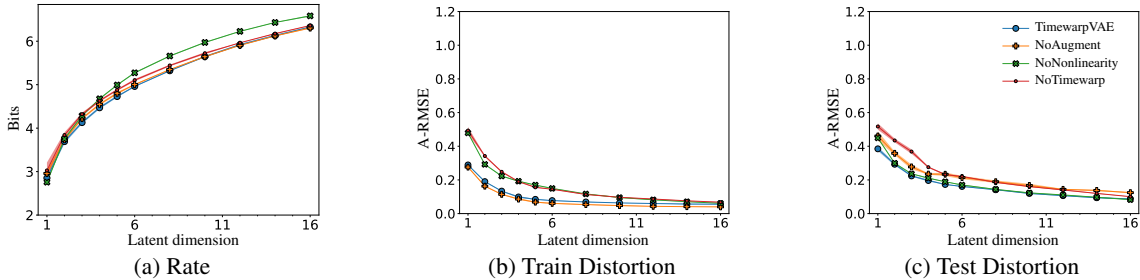 6
5
4
3
2
Bits
1
6
11
16
Latent dimension
(a) Rate
1.2
1.0
0.8
0.6
0.4
0.2
0.0
A-RMSE
1
6
11
16
Latent dimension
(b) Train Distortion
1.2
1.0
0.8
0.6
0.4
0.2
0.0
A-RMSE
TimewarpVAE
NoAugment
NoNonlinearity
NoTimewarp
1
6
11
16
Latent dimension
(c) Test Distortion